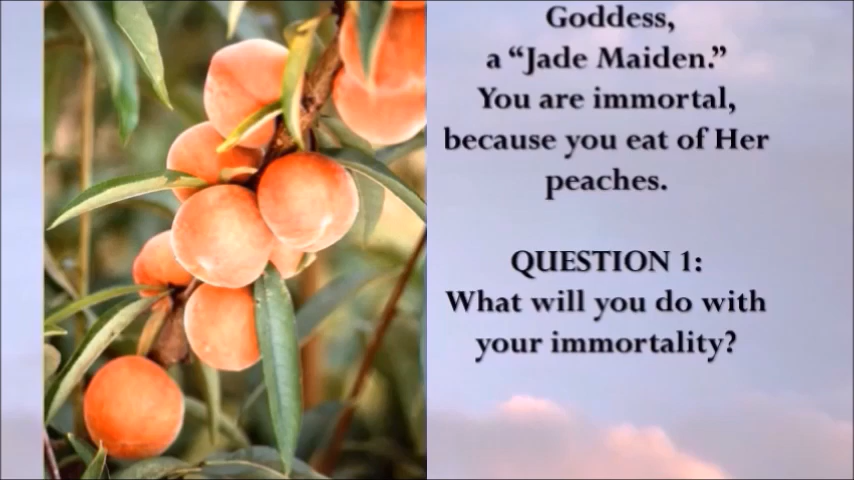 Goddess,
a “Jade Maiden.”
You are immortal,
because you eat of Her
peaches.
QUESTION 1:
What will you do with
your immortality?